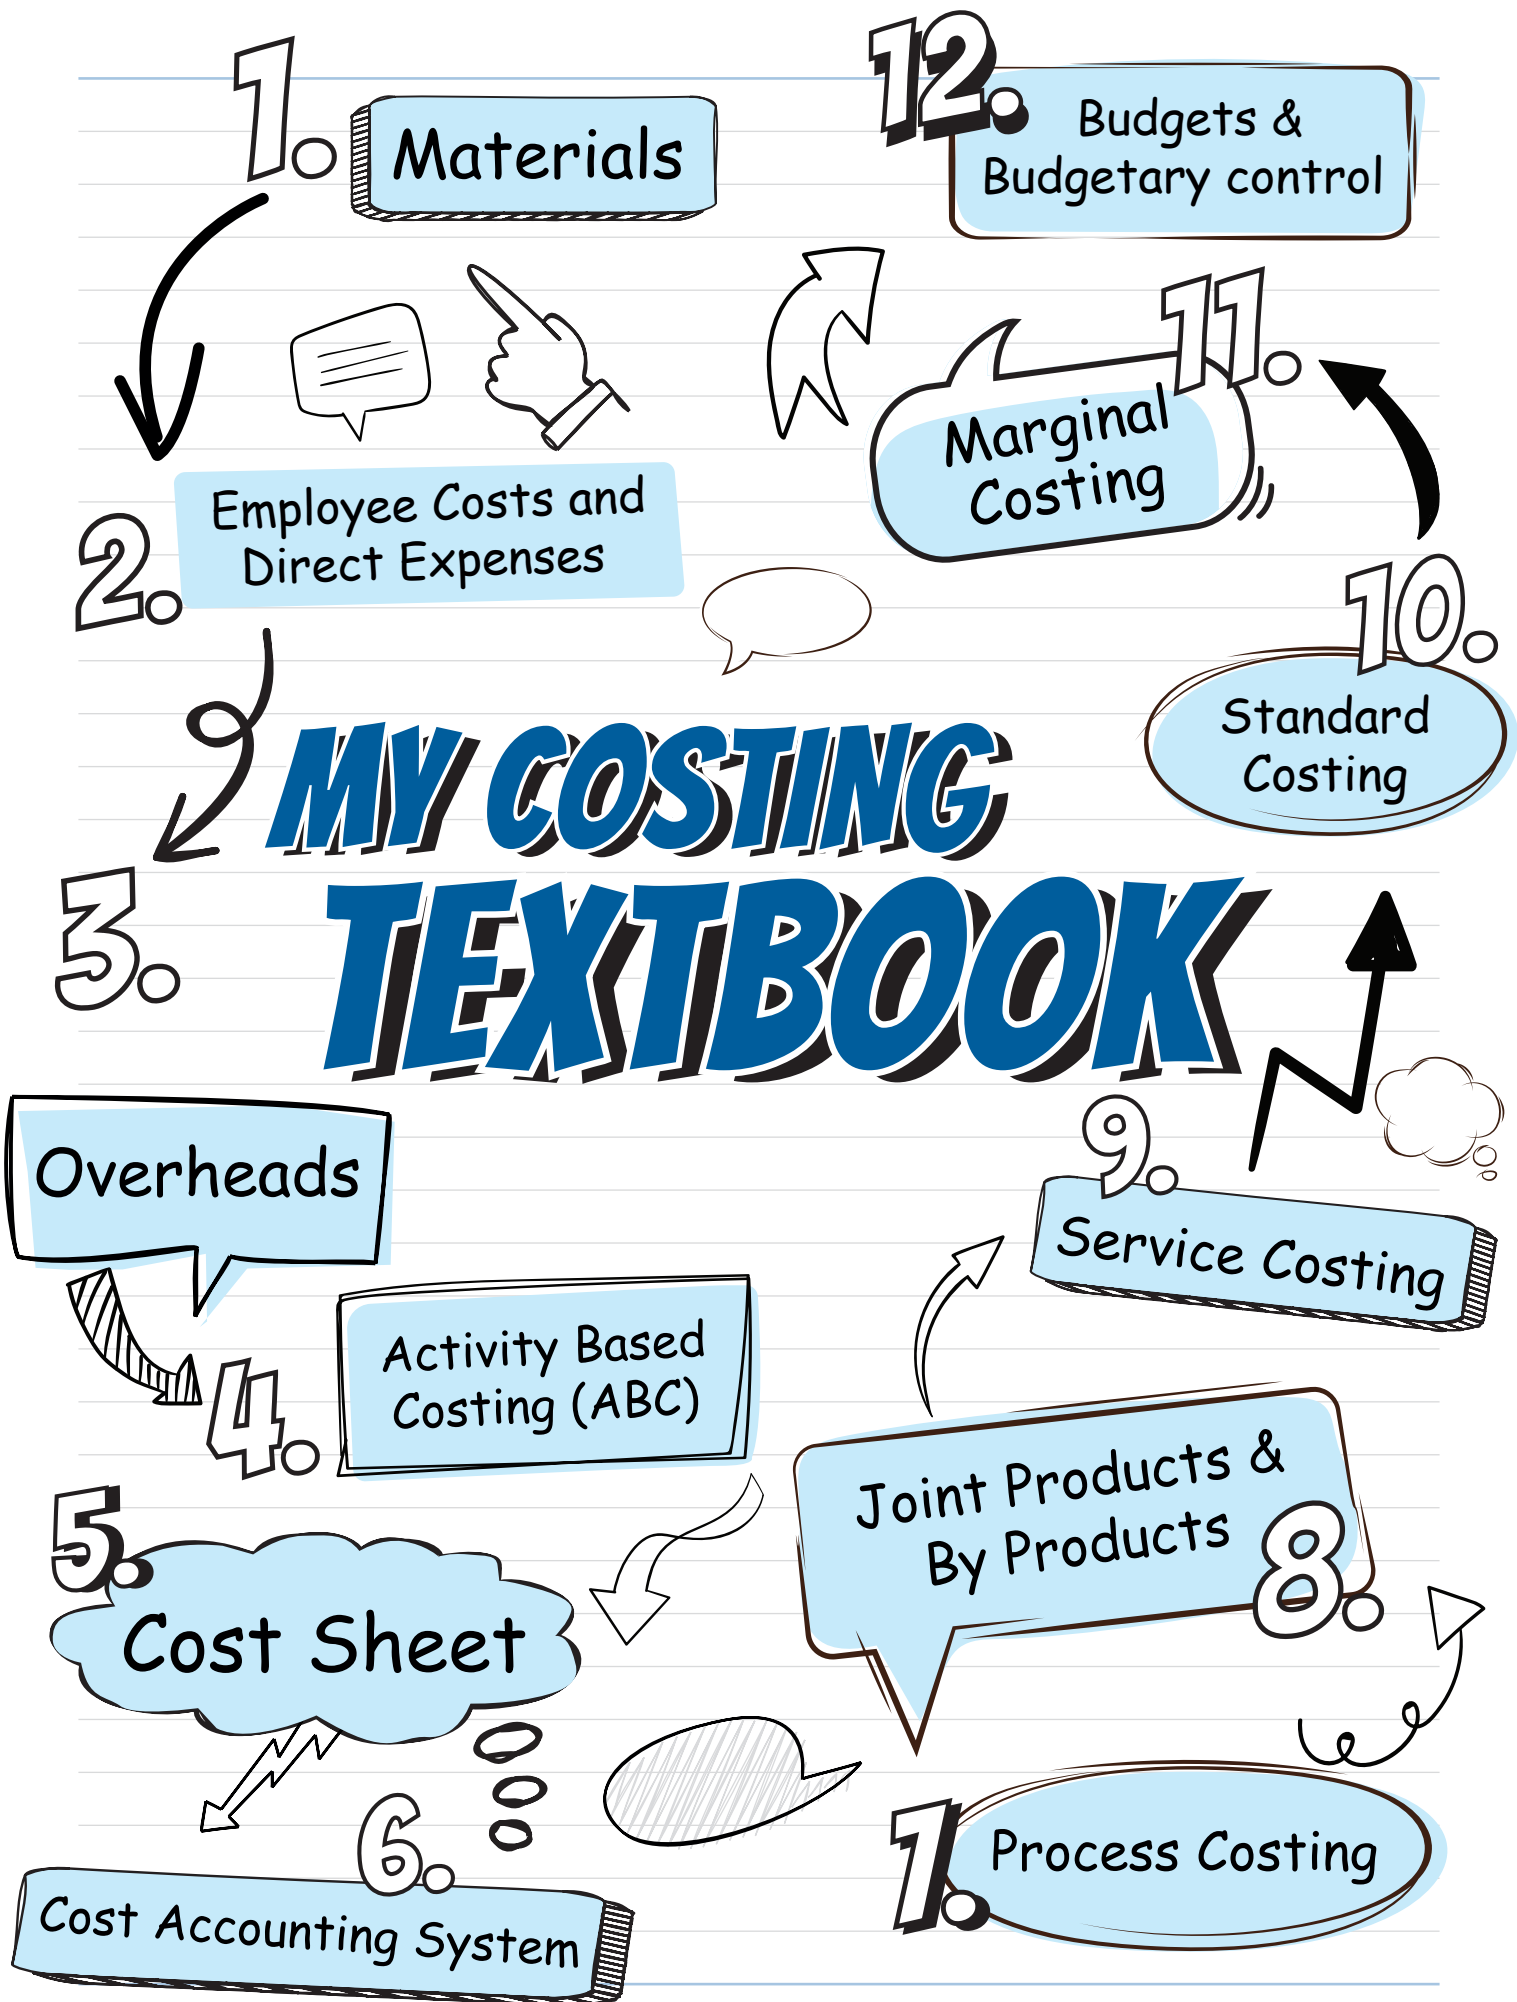 1.
Materials
2.
Employee Costs and
Direct Expenses
MY COSTING
TEXTBOOK
3.
Overheads
4.
Activity Based
Costing (ABC)
5.
Cost Sheet
6.
Cost Accounting System
1.
Process Costing
8.
Joint Products &
By Products
9.
Service Costing
10.
Standard
Costing
11.
Marginal
Costing
12.
Budgets &
Budgetary control